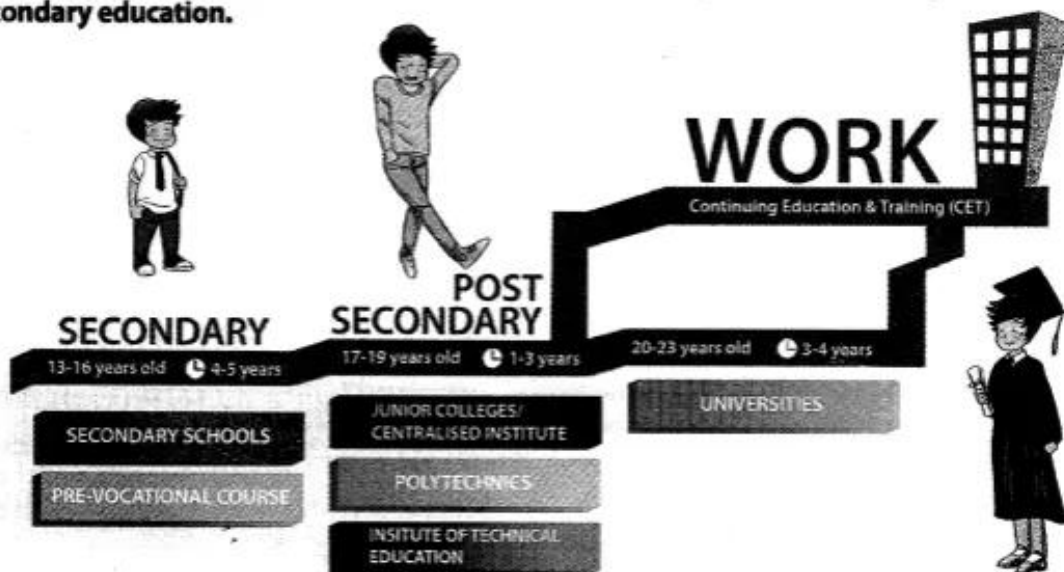 ondary education.
WORK
Continuing Education & Training (CET)
POST
SECONDARY
SECONDARY
13-16 years old 4-5 years
17-19 years old 1-3 years
20-23 years old 3-4 years
SECONDARY SCHOOLS
PRE-VOCATIONAL COURSE
JUNIOR COLLEGES/
CENTRALISED INSTITUTE
POLYTECHNICS
INSITUTE OF TECHNICAL
EDUCATION
UNIVERSITIES